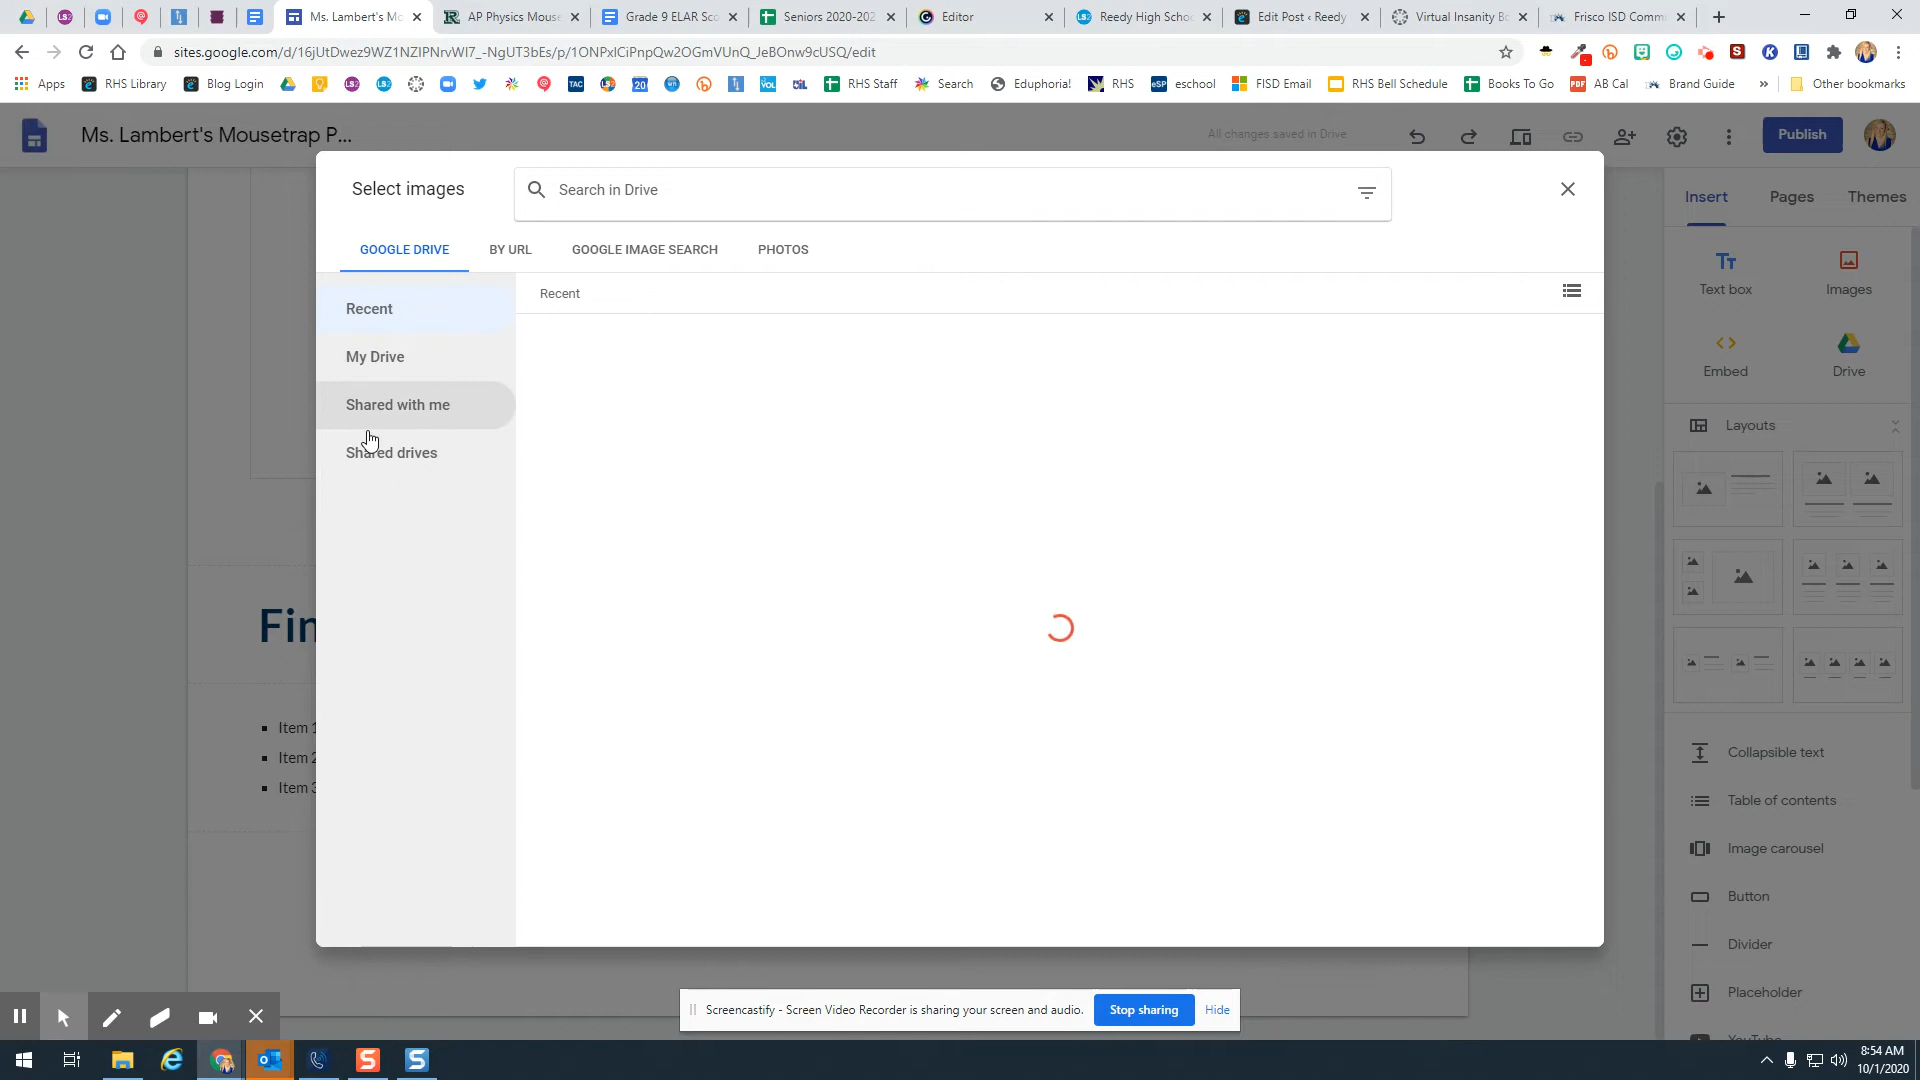 Ms. Lambert's Mo
AP Physics Mouse
Grade 9 ELAR Sco
Seniors 2020-202
Editor
Reedy High Schoo
Edit Post ‹ Reedy
Virtual Insanity Bo
Frisco ISD Comm
sites.google.com/d/16jUtDwez9WZ1NZIPNrvWI7_-NgUT3bEs/p/1ONPxICiPnpQw2OGmVUnQ_JeBOnw9cUSQ/edit
Apps
RHS Library
Blog Login
RHS Staff
Search
Eduphoria!
RHS
eschool
FISD Email
RHS Bell Schedule
Books To Go
AB Cal
Brand Guide
Other bookmarks
Ms. Lambert's Mousetrap P...
All changes saved in Drive
Publish
Select images
Search in Drive
GOOGLE DRIVE
BY URL
GOOGLE IMAGE SEARCH
PHOTOS
Recent
My Drive
Shared with me
Shared drives
Recent
Insert
Pages
Themes
Text box
Images
Embed
Drive
Layouts
Collapsible text
Table of contents
Image carousel
Button
Divider
Placeholder
YouTube
Fin
Item 1
Item 2
Item 3
Screencastify - Screen Video Recorder is sharing your screen and audio.
Stop sharing
Hide
8:54 AM
10/1/2020